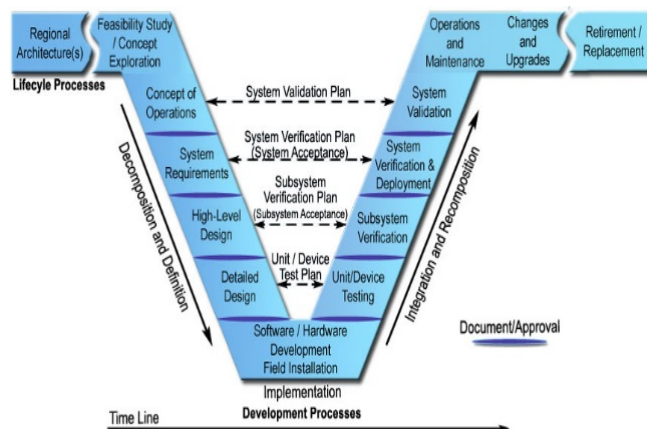 Regional
Architecture(s)
Feasibility Study
/ Concept
Exploration
Operations
and
Maintenance
Changes
and
Upgrades
Retirement /
Replacement
Lifecyle Processes
Concept of
Operations
System Validation Plan
System
Validation
System
Requirements
System Verification Plan
(System Acceptance)
System
Verification &
Deployment
High-Level
Design
Subsystem
Verification Plan
(Subsystem Acceptance)
Subsystem
Verification
Detailed
Design
Unit / Device
Test Plan
Unit/Device
Testing
Decomposition and Definition
Integration and Recomposition
Software / Hardware
Development
Field Installation
Document/Approval
Implementation
Time Line
Development Processes